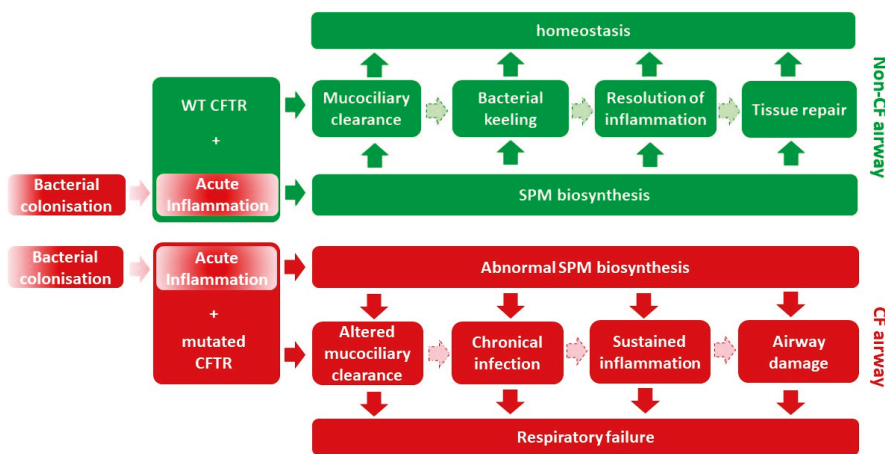 homeostasis
Non-CF airway
WT CFTR
+
Acute
Inflammation
Mucociliary
clearance
Bacterial
keeling
Resolution of
inflammation
Tissue repair
Bacterial
colonisation
SPM biosynthesis
Bacterial
colonisation
Acute
Inflammation
+
mutated
CFTR
Abnormal SPM biosynthesis
CF airway
Altered
mucociliary
clearance
Chronical
infection
Sustained
inflammation
Airway
damage
Respiratory failure